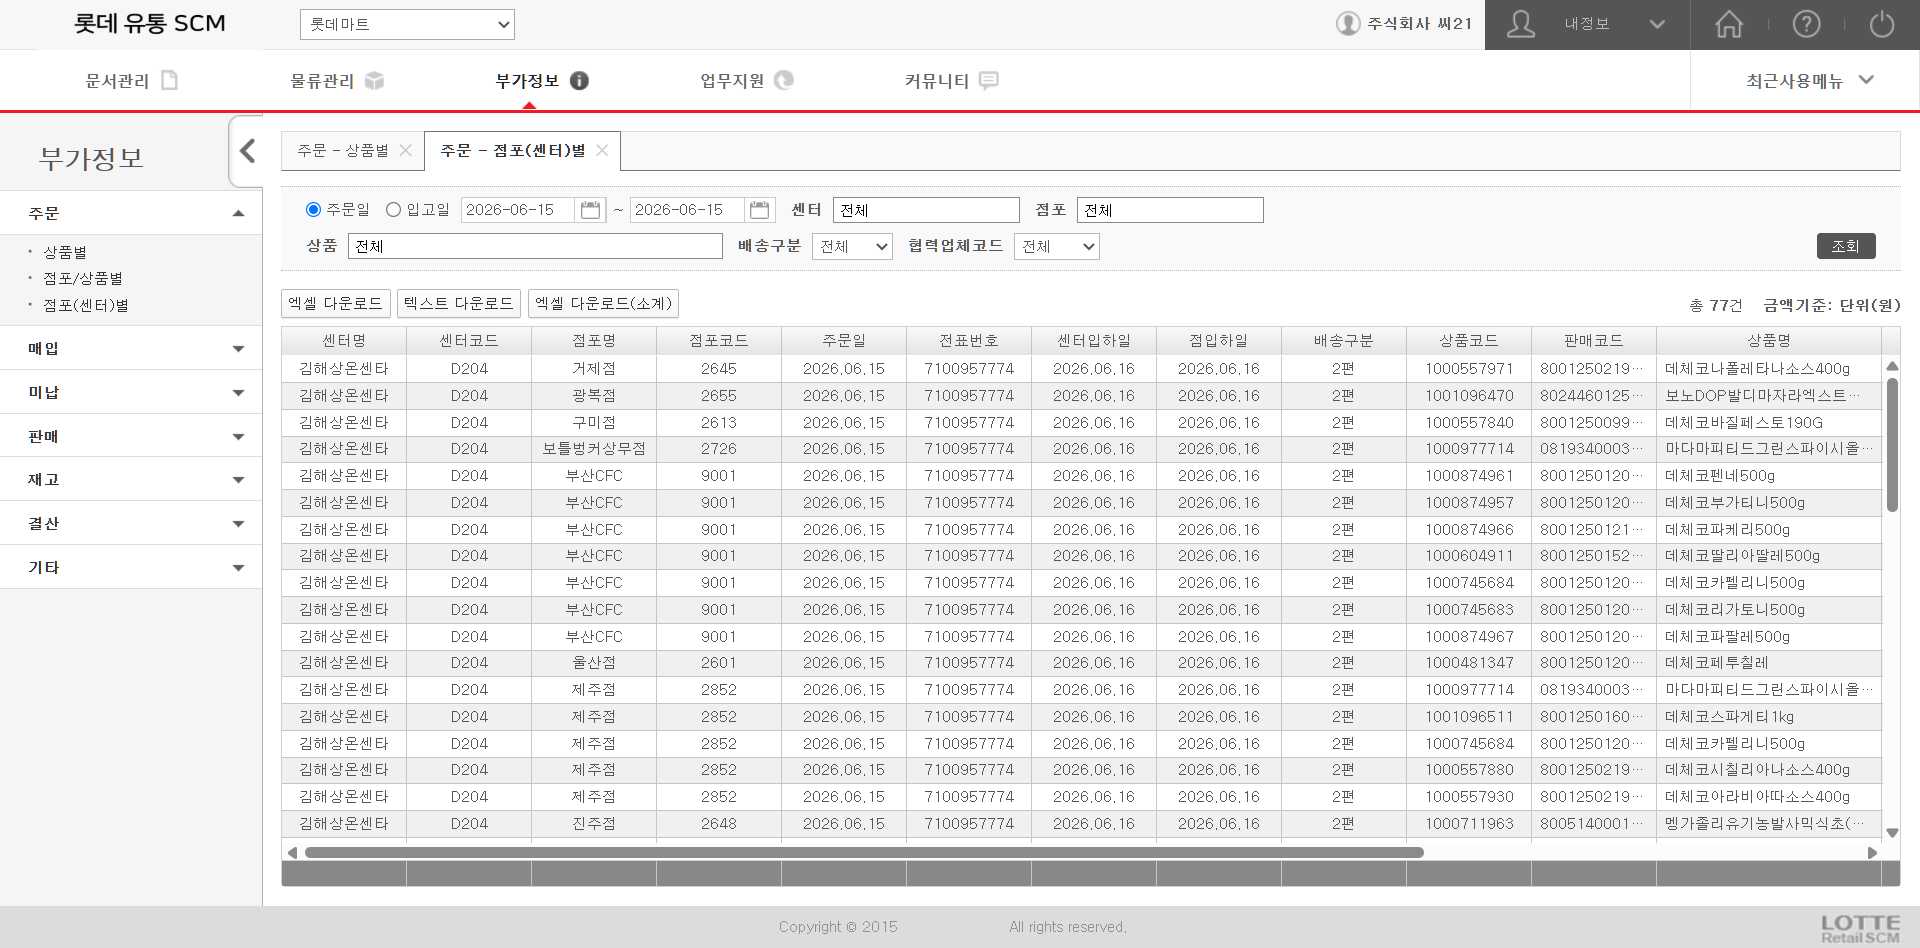 롯데 유통 SCM 롯데마트 주식회사 씨21 내정보
문서관리 물류관리 부가정보 업무지원 커뮤니티 최근사용메뉴
부가정보
주문
· 상품별
· 점포/상품별
· 점포(센터)별
매입
미납
판매
재고
결산
기타
주문 - 상품별 주문 - 점포(센터)별
주문일 입고일 2026-06-15 ~ 2026-06-15 센터 전체 점포 전체
상품 전체 배송구분 전체 협력업체코드 전체 조회
엑셀 다운로드 텍스트 다운로드 엑셀 다운로드(소계) 총 77건 금액기준: 단위(원)
센터명 센터코드 점포명 점포코드 주문일 전표번호 센터입하일 점입하일 배송구분 상품코드 판매코드 상품명
김해상온센타 D204 거제점 2645 2026.06.15 7100957774 2026.06.16 2026.06.16 2편 1000557971 8001250219… 데체코나폴레타나소스400g
김해상온센타 D204 광복점 2655 2026.06.15 7100957774 2026.06.16 2026.06.16 2편 1001096470 8024460125… 보노DOP발디마자라엑스트…
김해상온센타 D204 구미점 2613 2026.06.15 7100957774 2026.06.16 2026.06.16 2편 1000557840 8001250099… 데체코바질페스토190G
김해상온센타 D204 보틀벙커상무점 2726 2026.06.15 7100957774 2026.06.16 2026.06.16 2편 1000977714 0819340003… 마다마피티드그린스파이시올…
김해상온센타 D204 부산CFC 9001 2026.06.15 7100957774 2026.06.16 2026.06.16 2편 1000874961 8001250120… 데체코펜네500g
김해상온센타 D204 부산CFC 9001 2026.06.15 7100957774 2026.06.16 2026.06.16 2편 1000874957 8001250120… 데체코부가티니500g
김해상온센타 D204 부산CFC 9001 2026.06.15 7100957774 2026.06.16 2026.06.16 2편 1000874966 8001250121… 데체코파케리500g
김해상온센타 D204 부산CFC 9001 2026.06.15 7100957774 2026.06.16 2026.06.16 2편 1000604911 8001250152… 데체코딸리아딸레500g
김해상온센타 D204 부산CFC 9001 2026.06.15 7100957774 2026.06.16 2026.06.16 2편 1000745684 8001250120… 데체코카펠리니500g
김해상온센타 D204 부산CFC 9001 2026.06.15 7100957774 2026.06.16 2026.06.16 2편 1000745683 8001250120… 데체코리가토니500g
김해상온센타 D204 부산CFC 9001 2026.06.15 7100957774 2026.06.16 2026.06.16 2편 1000874967 8001250120… 데체코파팔레500g
김해상온센타 D204 울산점 2601 2026.06.15 7100957774 2026.06.16 2026.06.16 2편 1000481347 8001250120… 데체코페투칠레
김해상온센타 D204 제주점 2852 2026.06.15 7100957774 2026.06.16 2026.06.16 2편 1000977714 0819340003… 마다마피티드그린스파이시올…
김해상온센타 D204 제주점 2852 2026.06.15 7100957774 2026.06.16 2026.06.16 2편 1001096511 8001250160… 데체코스파게티1kg
김해상온센타 D204 제주점 2852 2026.06.15 7100957774 2026.06.16 2026.06.16 2편 1000745684 8001250120… 데체코카펠리니500g
김해상온센타 D204 제주점 2852 2026.06.15 7100957774 2026.06.16 2026.06.16 2편 1000557880 8001250219… 데체코시칠리아나소스400g
김해상온센타 D204 제주점 2852 2026.06.15 7100957774 2026.06.16 2026.06.16 2편 1000557930 8001250219… 데체코아라비아따소스400g
김해상온센타 D204 진주점 2648 2026.06.15 7100957774 2026.06.16 2026.06.16 2편 1000711963 8005140001… 멩가졸리유기농발사믹식초(…
Copyright © 2015 All rights reserved.
LOTTE
Retail SCM